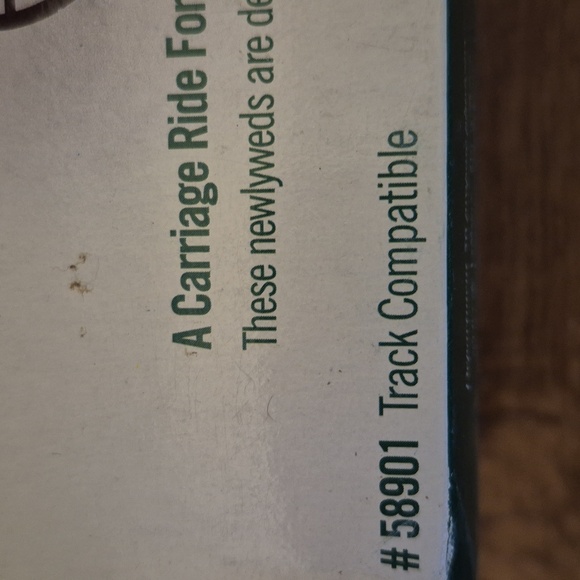 A Carriage Ride For
These newlyweds are de
# 58901 Track Compatible